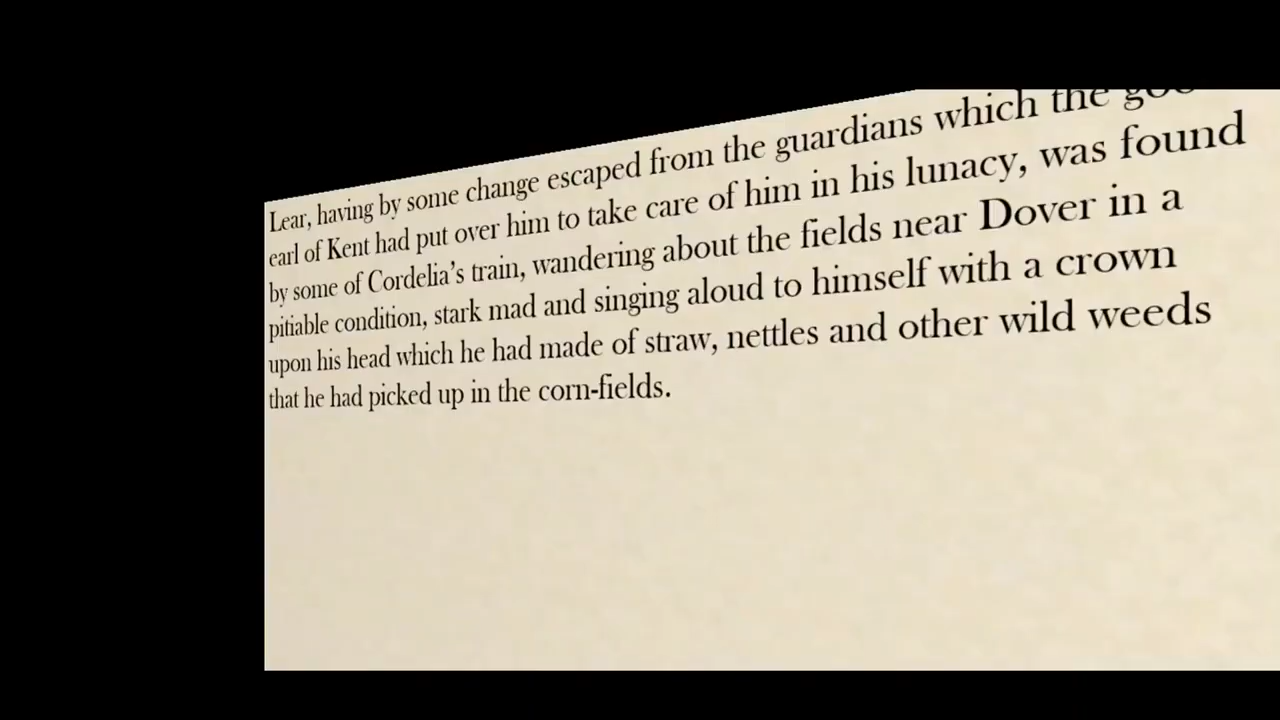 Lear, having by some change escaped from the guardians which the
earl of Kent had put over him to take care of him in his lunacy, was found
by some of Cordelia's train, wandering about the fields near Dover in a
pitiable condition, stark mad and singing aloud to himself with a crown
upon his head which he had made of straw, nettles and other wild weeds
that he had picked up in the corn-fields.